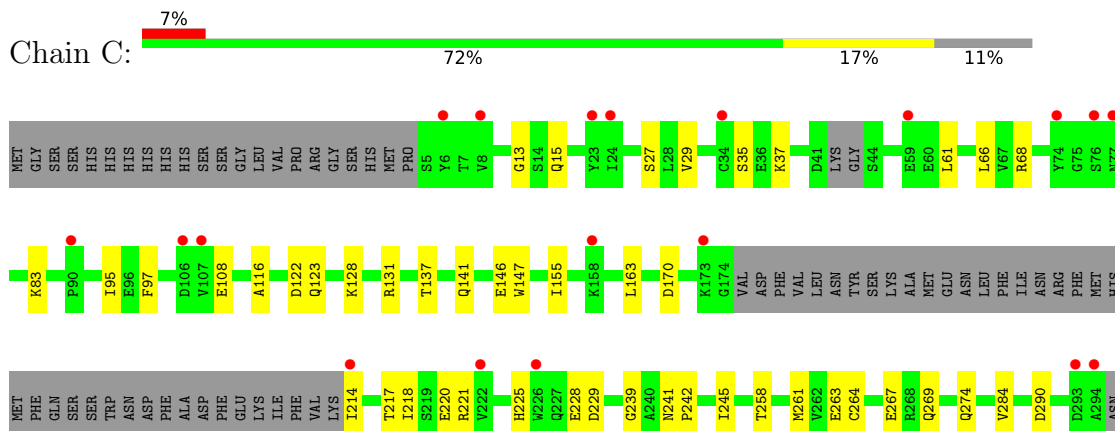 7%
Chain C:
72% 17% 11%
MET GLY SER SER HIS HIS HIS HIS HIS HIS SER SER GLY LEU VAL PRO ARG GLY SER HIS MET PRO S5 Y6 T7 V8 G13 S14 Q15 Y23 I24 S27 L28 V29 C34 S35 E36 K37 D41 LYS GLY S44 E59 E60 L61 L66 V67 R68 Y74 G75 S76 N77
K83 P90 I95 E96 F97 D106 V107 E108 A116 D122 Q123 K128 R131 T137 Q141 E146 W147 I155 K158 L163 D170 K173 G174 VAL ASP PHE VAL LEU ASN TYR SER LYS ALA MET GLU ASN LEU PHE ILE ASN ARG PHE MET HIS
MET PHE GLN SER SER TRP ASN ASP PHE ALA ASP PHE GLU LYS ILE PHE VAL LYS I214 T217 I218 S219 E220 R221 V222 H225 W226 Q227 E228 D229 G239 A240 N241 P242 I245 T258 M261 V262 E263 C264 E267 R268 Q269 Q274 V284 D290 D293 A294 ASN